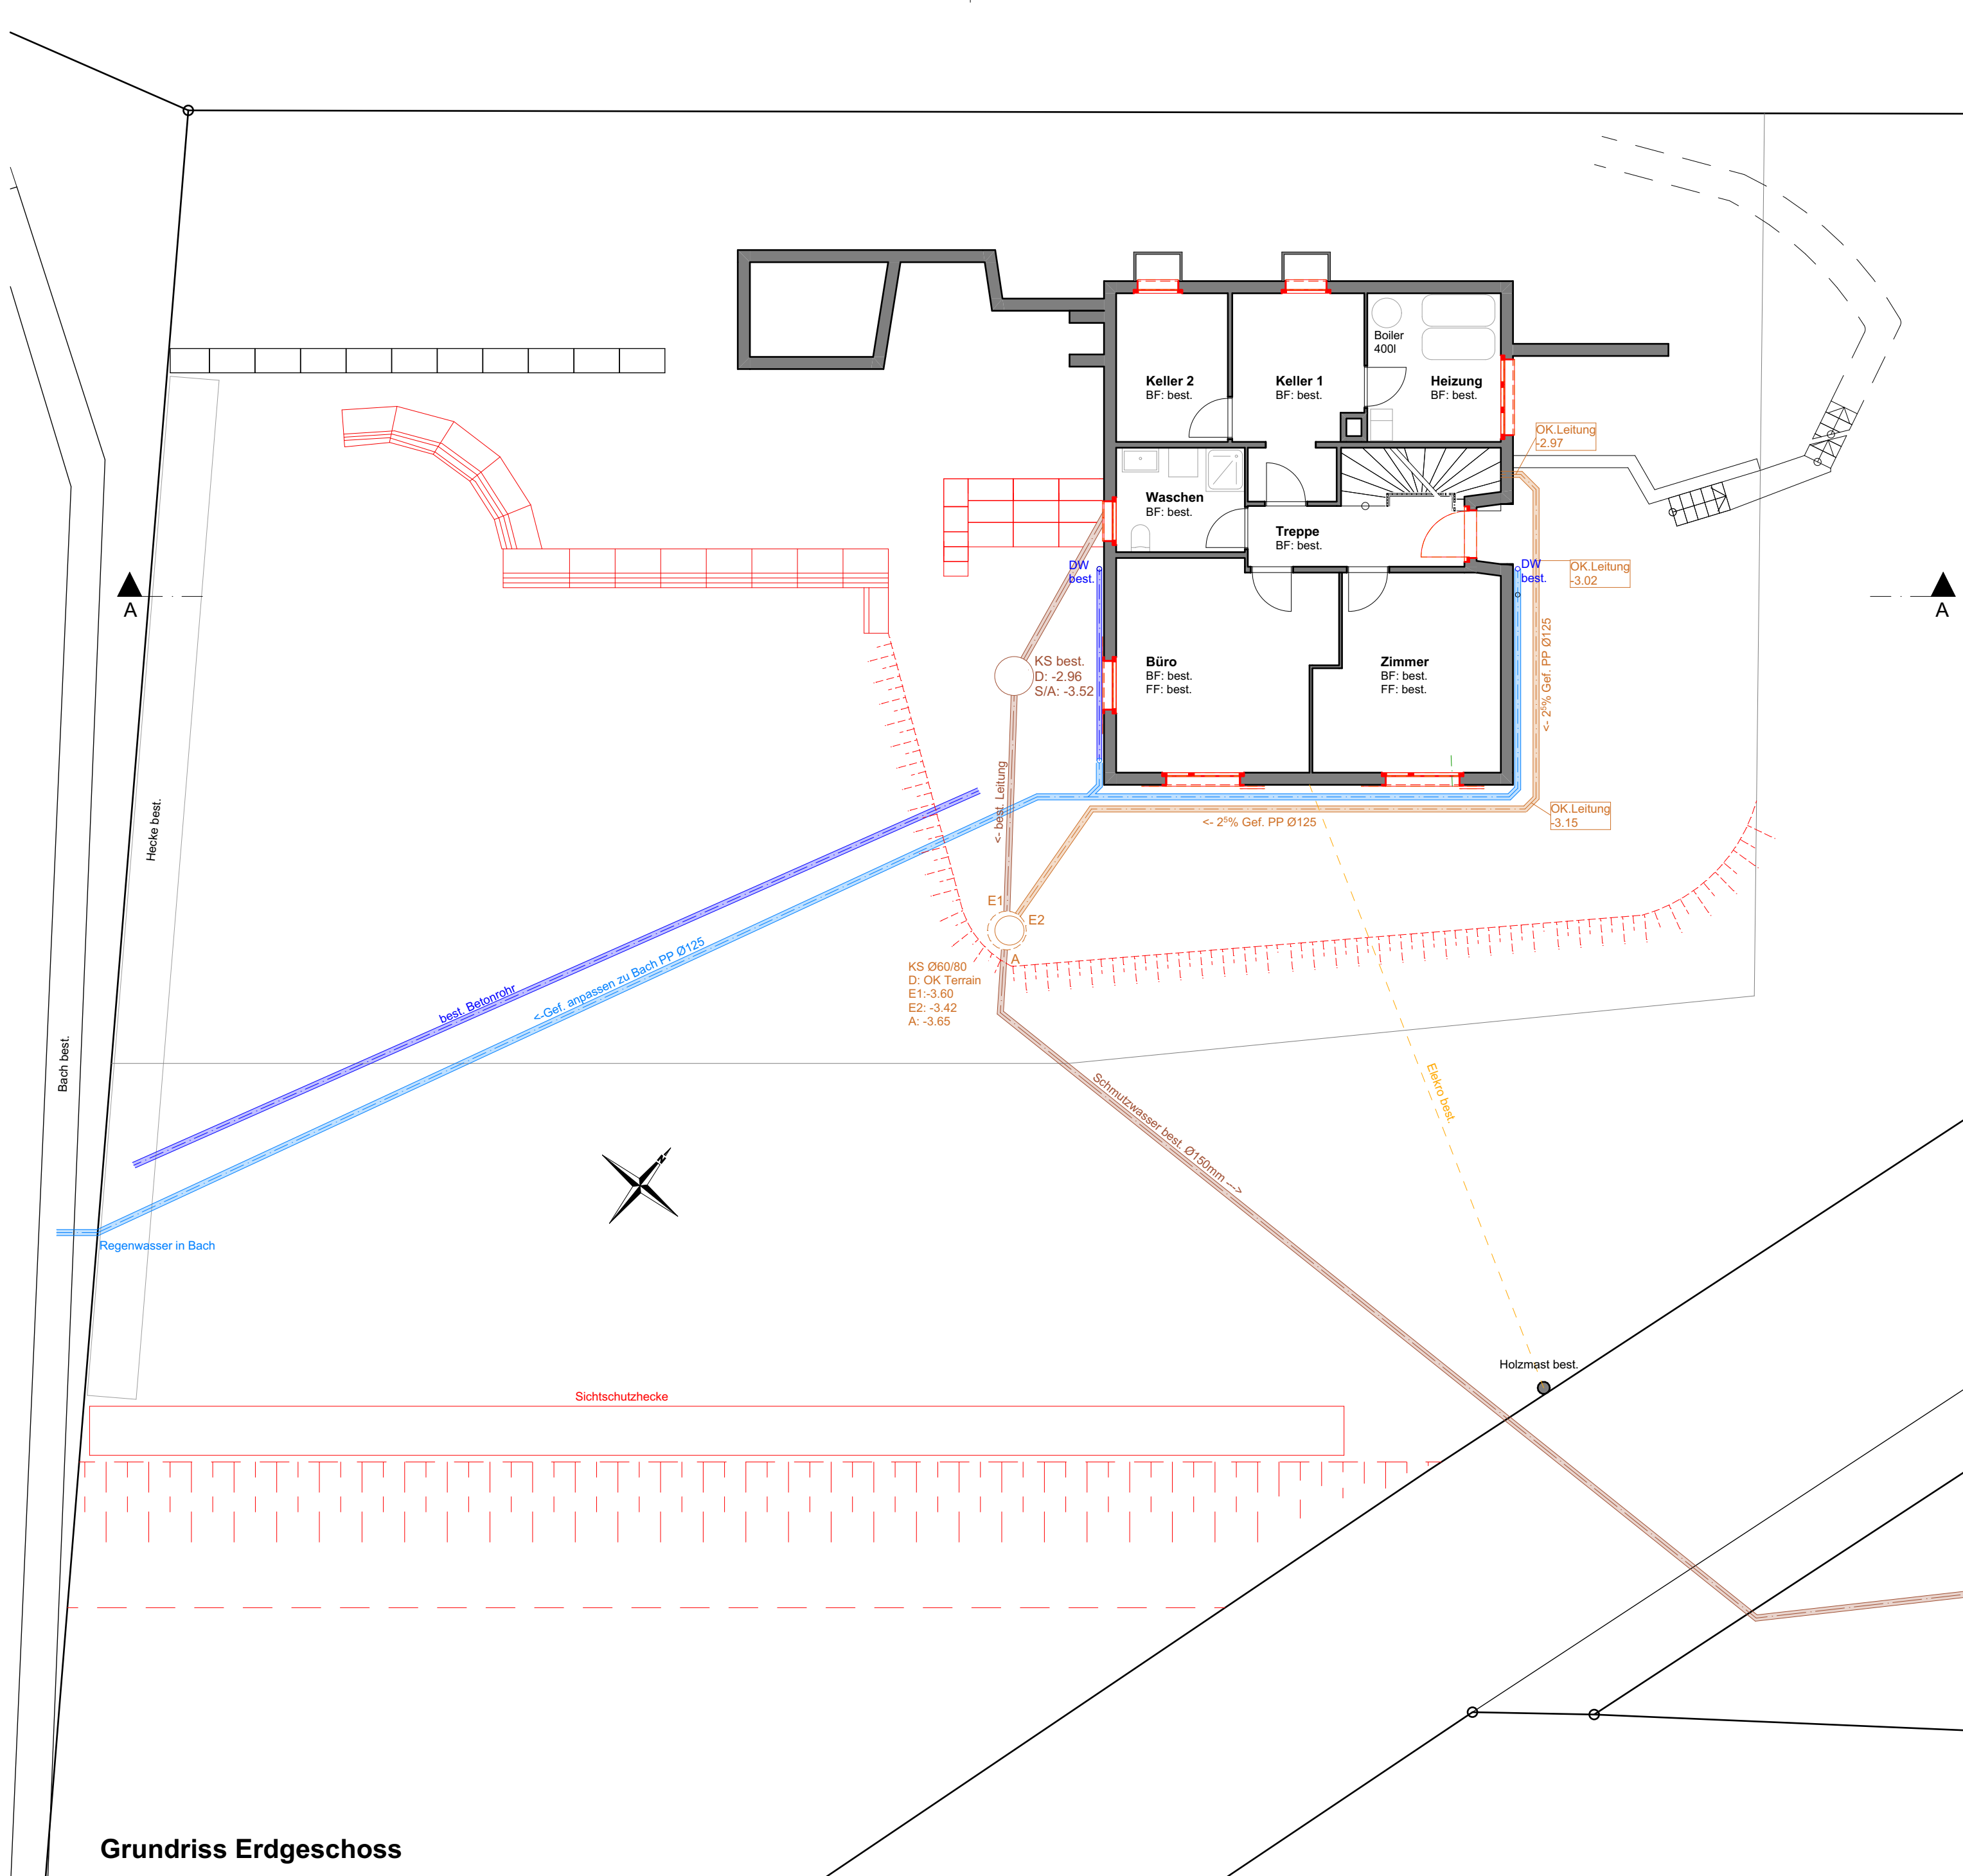 Boiler
400l
Keller 2
BF: best.
Keller 1
BF: best.
Heizung
BF: best.
OK.Leitung
-2.97
Waschen
BF: best.
Treppe
BF: best.
DW
best.
DW
best.
OK.Leitung
-3.02
A
A
KS best.
D: -2.96
S/A: -3.52
Büro
BF: best.
FF: best.
Zimmer
BF: best.
FF: best.
<- 2⁵% Gef. PP Ø125
Hecke best.
<- best. Leitung
<- 2⁵% Gef. PP Ø125
OK.Leitung
-3.15
E1
E2
A
KS Ø60/80
D: OK Terrain
E1:-3.60
E2: -3.42
A: -3.65
best. Betonrohr
<-Gef. anpassen zu Bach PP Ø125
Bach best.
Schmutzwasser best. Ø150mm --->
Elekro best.
N
Regenwasser in Bach
Holzmast best.
Sichtschutzhecke
Grundriss Erdgeschoss